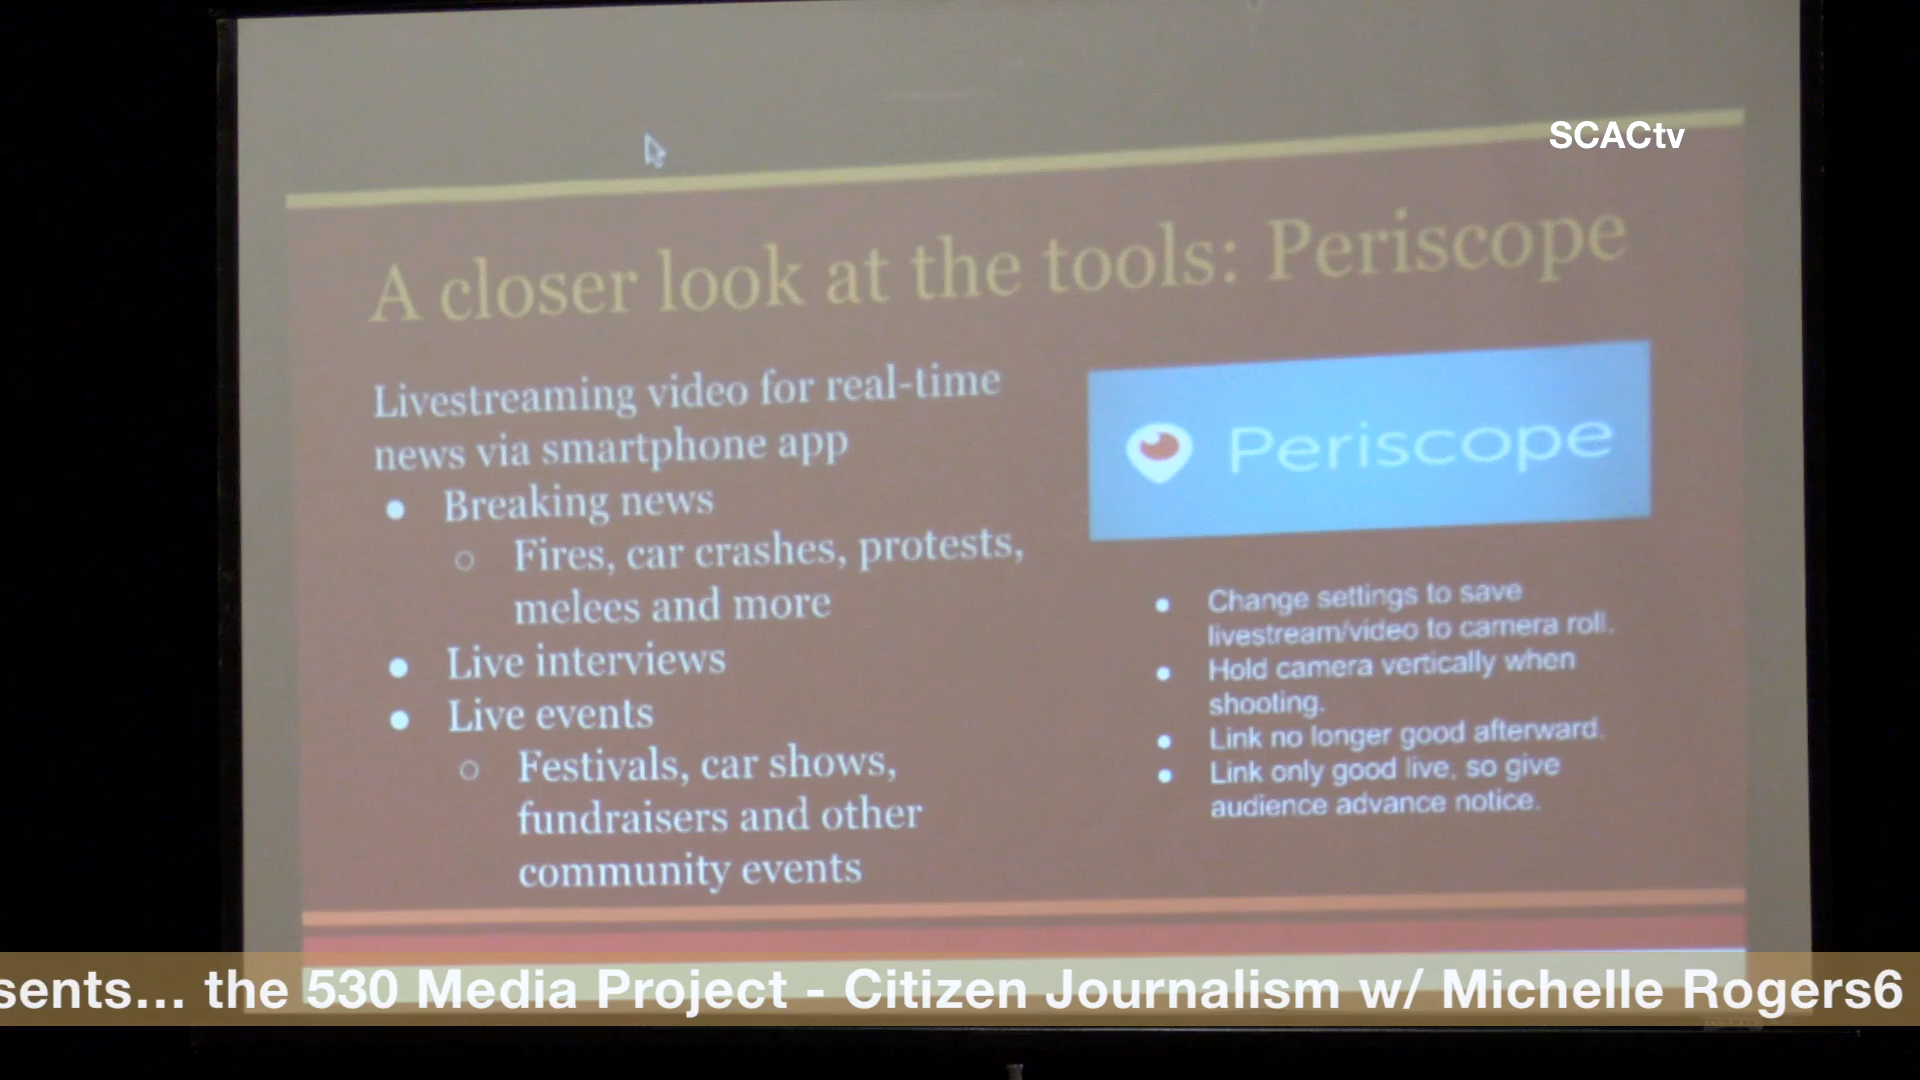 SCACtv
A closer look at the tools: Periscope
Livestreaming video for real-time
news via smartphone app
● Breaking news
○ Fires, car crashes, protests,
melees and more
● Live interviews
● Live events
○ Festivals, car shows,
fundraisers and other
community events
Periscope
● Change settings to save
livestream/video to camera roll.
● Hold camera vertically when
shooting.
● Link no longer good afterward.
● Link only good live, so give
audience advance notice.
sents... the 530 Media Project - Citizen Journalism w/ Michelle Rogers6